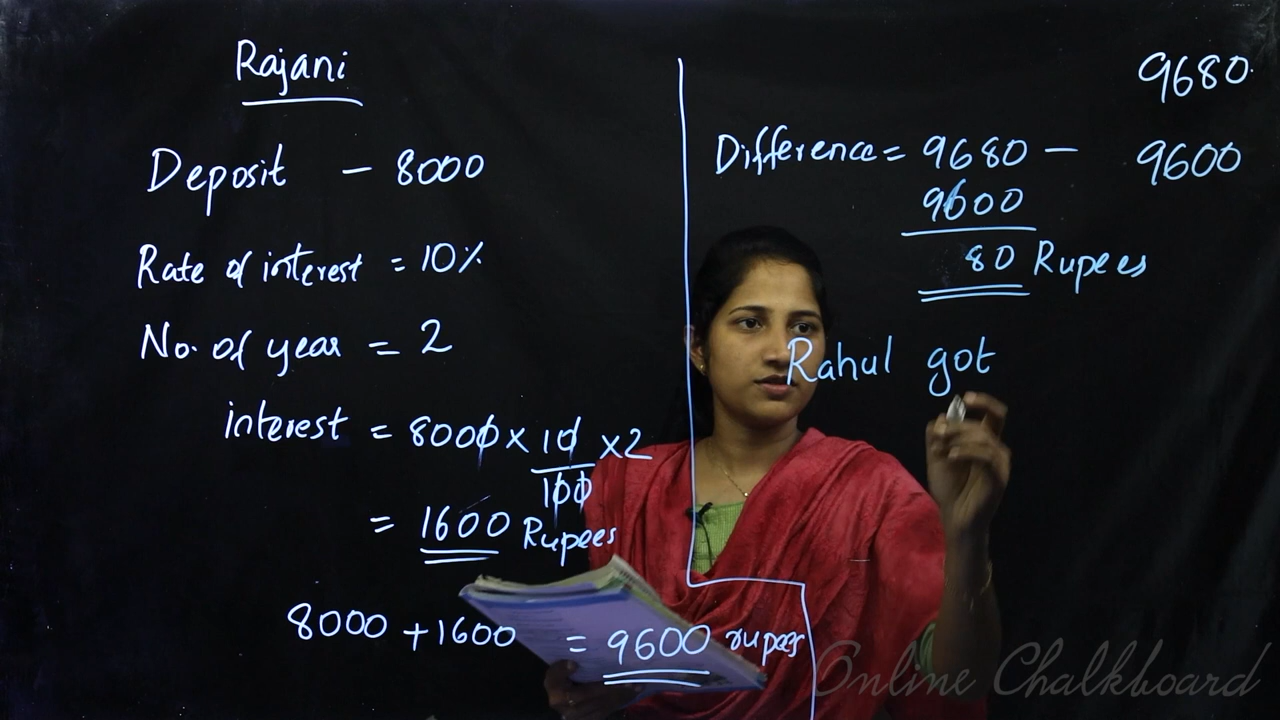 Rajani
Deposit – 8000
Rate of interest = 10%
No. of year = 2
interest = 8000 × 10 × 2
100
= 1600 Rupees
8000 + 1600 = 9600 rupees
9680
9600
Difference = 9680 –
9600
80 Rupees
Rahul got
Online Chalkboard